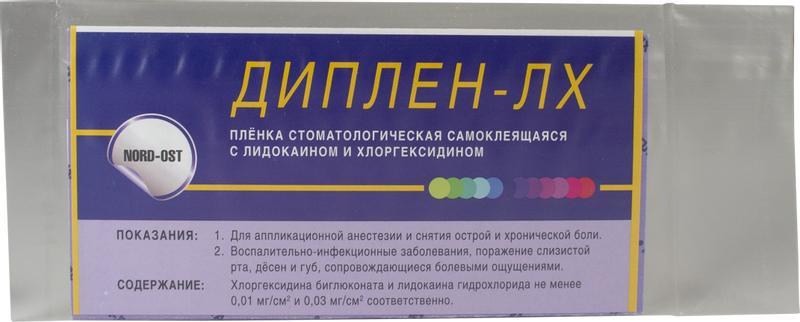 ДИПЛЕН-ЛХ
ПЛЁНКА СТОМАТОЛОГИЧЕСКАЯ САМОКЛЕЯЩАЯСЯ
С ЛИДОКАИНОМ И ХЛОРГЕКСИДИНОМ
NORD-OST
ПОКАЗАНИЯ: 1. Для аппликационной анестезии и снятия острой и хронической боли.
2. Воспалительно-инфекционные заболевания, поражение слизистой
рта, дёсен и губ, сопровождающиеся болевыми ощущениями.
СОДЕРЖАНИЕ: Хлоргексидина биглюконата и лидокаина гидрохлорида не менее
0,01 мг/см² и 0,03 мг/см² соответственно.